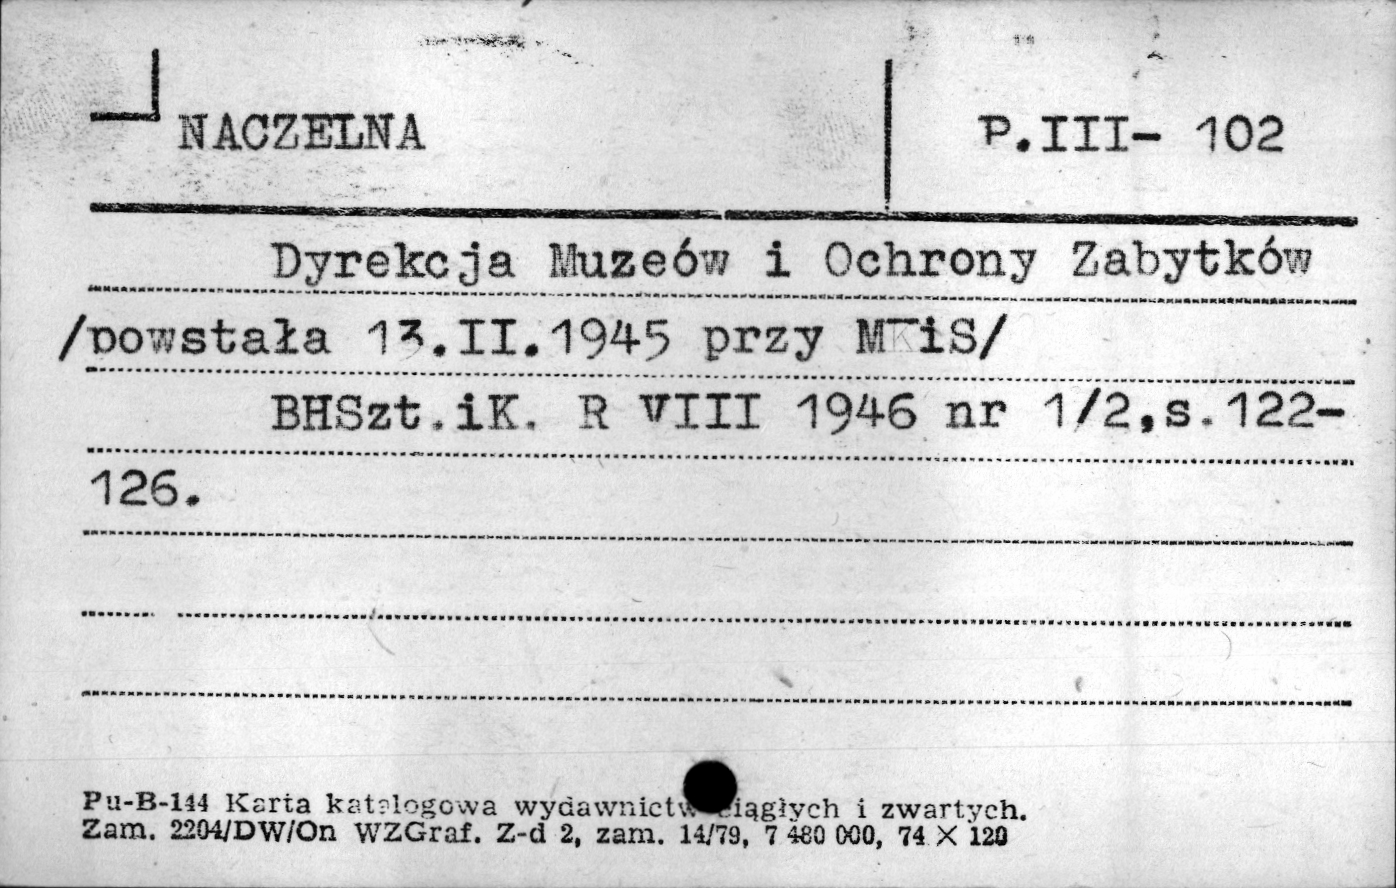 NACZELNA P.III- 102
Dyrekcja Muzeów i Ochrony Zabytków
/powstała 13.II.1945 przy MKiS/
BHSzt.iK. R VIII 1946 nr 1/2,s.122-
126.
Pu-B-144 Karta katalogowa wydawnictw ciągłych i zwartych.
Zam. 2204/DW/On WZGraf. Z-d 2, zam. 14/79, 7 480 000, 74 X 120